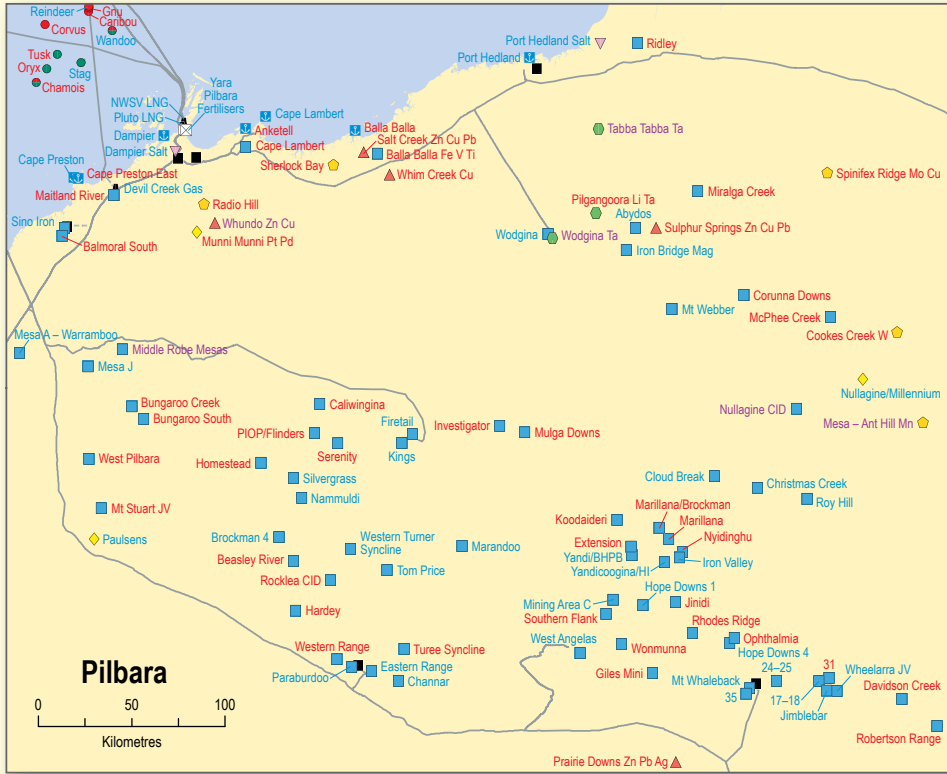 Reindeer
Gnu
Caribou
Corvus
Wandoo
Tusk
Oryx
Stag
Chamois
Port Hedland Salt
Ridley
Port Hedland
Yara
Pilbara
Fertilisers
NWSV LNG
Pluto LNG
Dampier
Dampier Salt
Cape Lambert
Anketell
Cape Lambert
Balla Balla
Salt Creek Zn Cu Pb
Balla Balla Fe V Ti
Sherlock Bay
Whim Creek Cu
Tabba Tabba Ta
Spinifex Ridge Mo Cu
Cape Preston
Cape Preston East
Devil Creek Gas
Maitland River
Radio Hill
Miralga Creek
Pilgangoora Li Ta
Abydos
Sino Iron
Whundo Zn Cu
Munni Munni Pt Pd
Balmoral South
Wodgina
Wodgina Ta
Sulphur Springs Zn Cu Pb
Iron Bridge Mag
Corunna Downs
Mt Webber
McPhee Creek
Cookes Creek W
Mesa A – Warramboo
Middle Robe Mesas
Mesa J
Nullagine/Millennium
Bungaroo Creek
Bungaroo South
Caliwingina
Firetail
Investigator
Mulga Downs
Nullagine CID
Mesa – Ant Hill Mn
PIOP/Flinders
Serenity
Kings
West Pilbara
Homestead
Silvergrass
Nammuldi
Cloud Break
Christmas Creek
Roy Hill
Mt Stuart JV
Paulsens
Koodaideri
Marillana/Brockman
Marillana
Nyidinghu
Extension
Yandi/BHPB
Yandicoogina/HI
Iron Valley
Brockman 4
Western Turner
Syncline
Marandoo
Beasley River
Tom Price
Rocklea CID
Hardey
Mining Area C
Hope Downs 1
Southern Flank
Jinidi
Rhodes Ridge
West Angelas
Wonmunna
Ophthalmia
Hope Downs 4
Western Range
Turee Syncline
Paraburdoo
Eastern Range
Channar
Giles Mini
Mt Whaleback
24–25
31
Wheelarra JV
35
17–18
Jimblebar
Davidson Creek
Robertson Range
Prairie Downs Zn Pb Ag
Pilbara
0 50 100
Kilometres